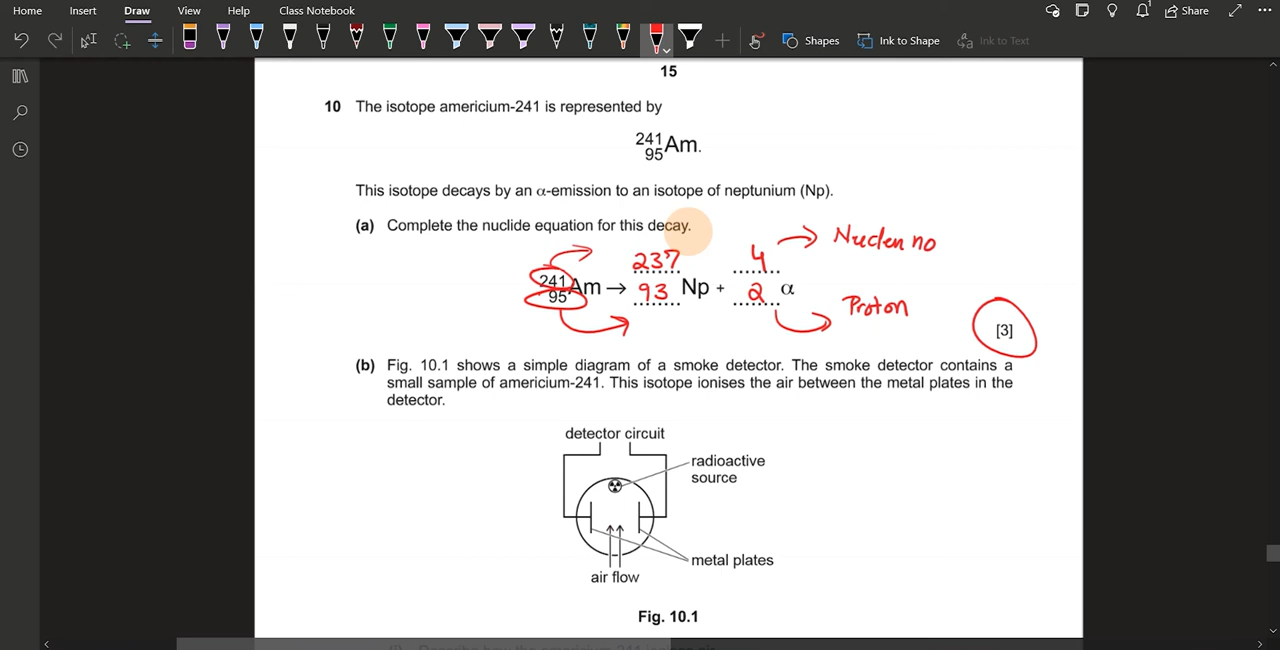 Home Insert Draw View Help Class Notebook Share
Shapes Ink to Shape Ink to Text
15
10 The isotope americium-241 is represented by
241
95 Am.
This isotope decays by an α-emission to an isotope of neptunium (Np).
(a) Complete the nuclide equation for this decay.
Nuclen no
237 4
241
95 Am → 93 Np + 2 α
Proton
[3]
(b) Fig. 10.1 shows a simple diagram of a smoke detector. The smoke detector contains a
small sample of americium-241. This isotope ionises the air between the metal plates in the
detector.
detector circuit
radioactive
source
metal plates
air flow
Fig. 10.1